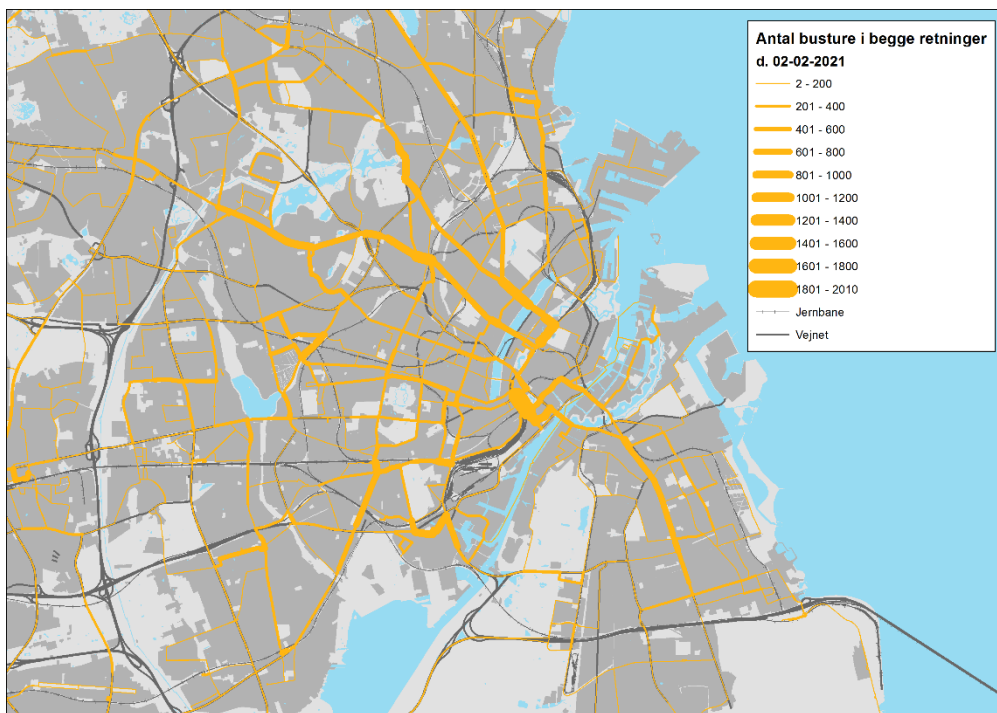 Antal busture i begge retninger
d. 02-02-2021
2 - 200
201 - 400
401 - 600
601 - 800
801 - 1000
1001 - 1200
1201 - 1400
1401 - 1600
1601 - 1800
1801 - 2010
Jernbane
Vejnet